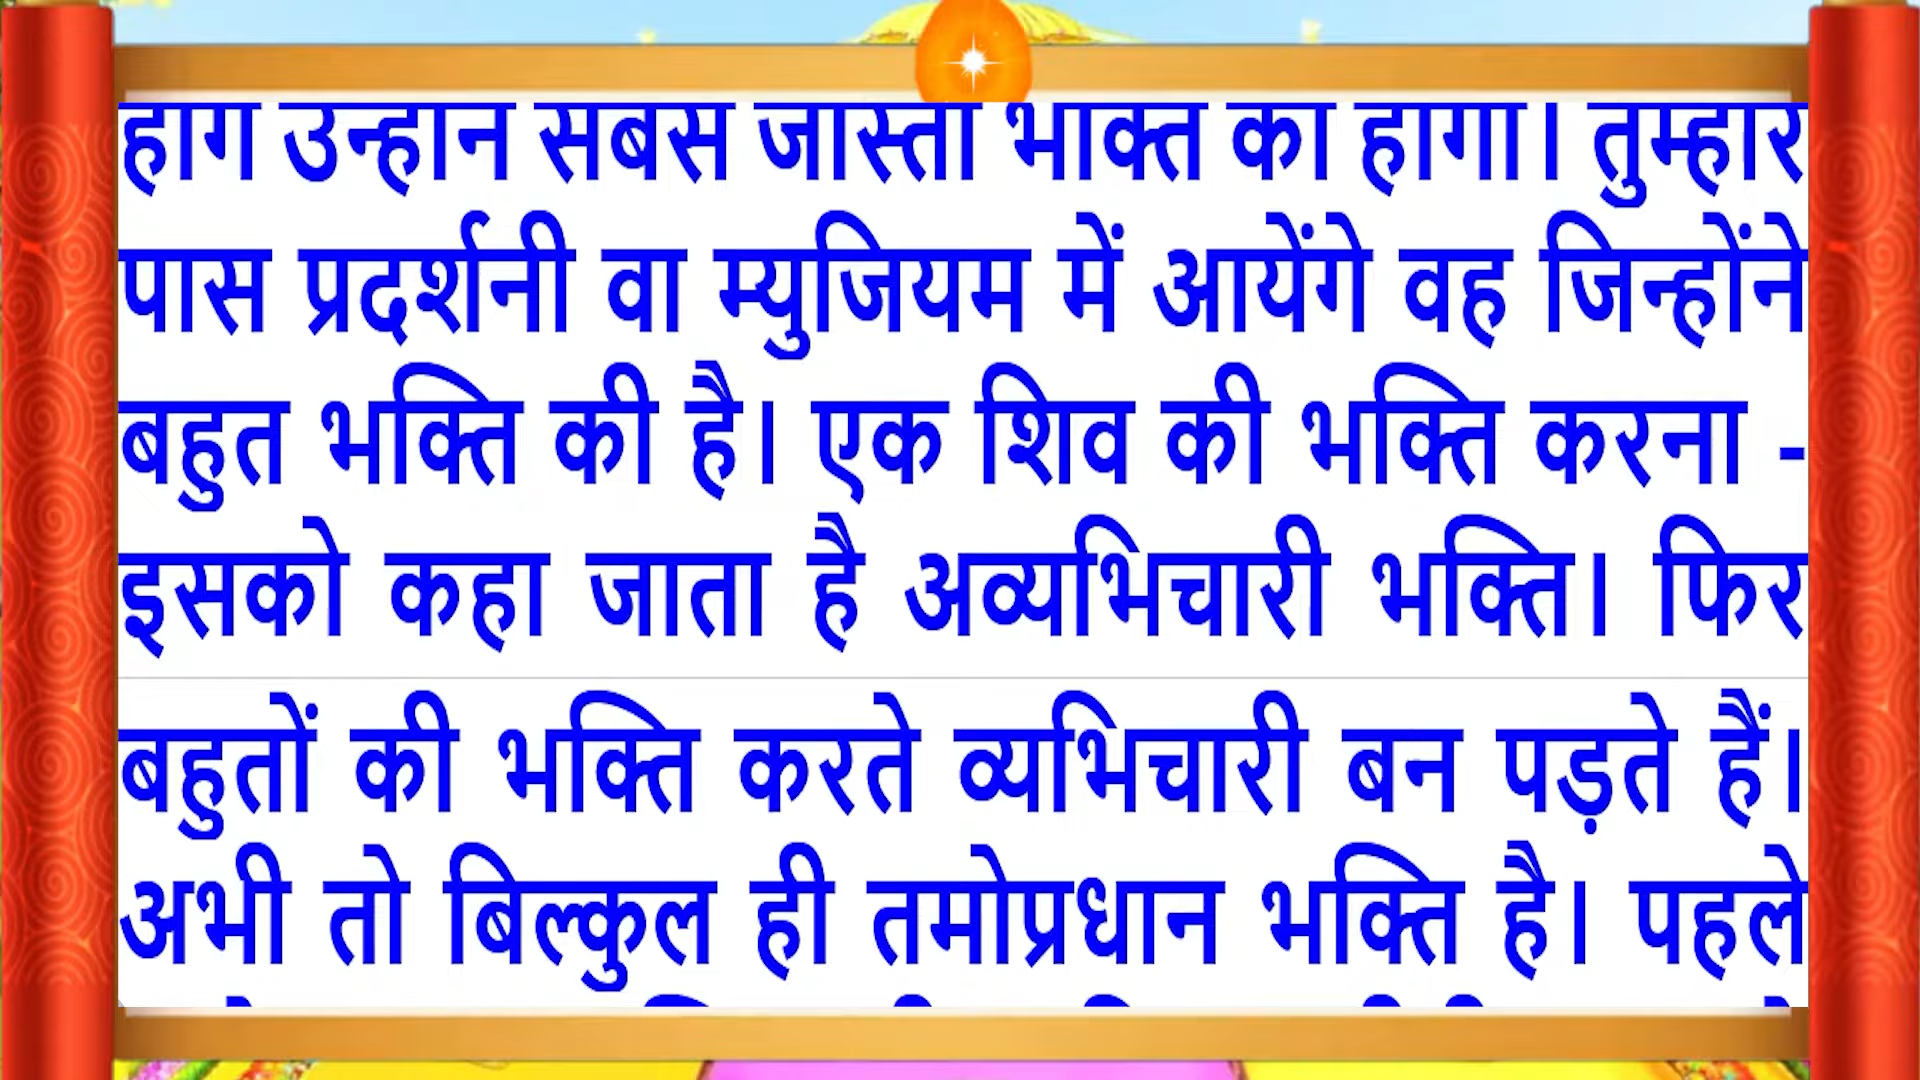 होंगे उन्होंने सबसे जास्ती भक्ति की होगी। तुम्हारे
पास प्रदर्शनी वा म्युजियम में आयेंगे वह जिन्होंने
बहुत भक्ति की है। एक शिव की भक्ति करना -
इसको कहा जाता है अव्यभिचारी भक्ति। फिर
बहुतों की भक्ति करते व्यभिचारी बन पड़ते हैं।
अभी तो बिल्कुल ही तमोप्रधान भक्ति है। पहले